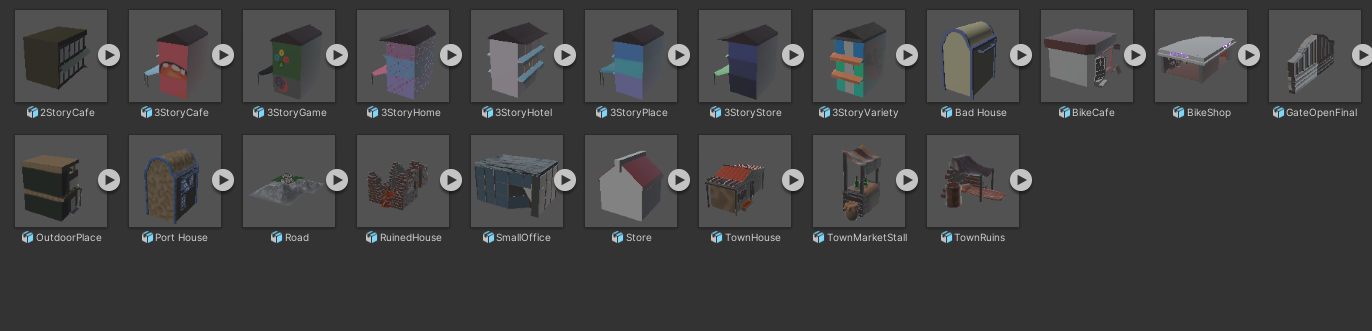 2StoryCafe 3StoryCafe 3StoryGame 3StoryHome 3StoryHotel 3StoryPlace 3StoryStore 3StoryVariety Bad House BikeCafe BikeShop GateOpenFinal
OutdoorPlace Port House Road RuinedHouse SmallOffice Store TownHouse TownMarketStall TownRuins